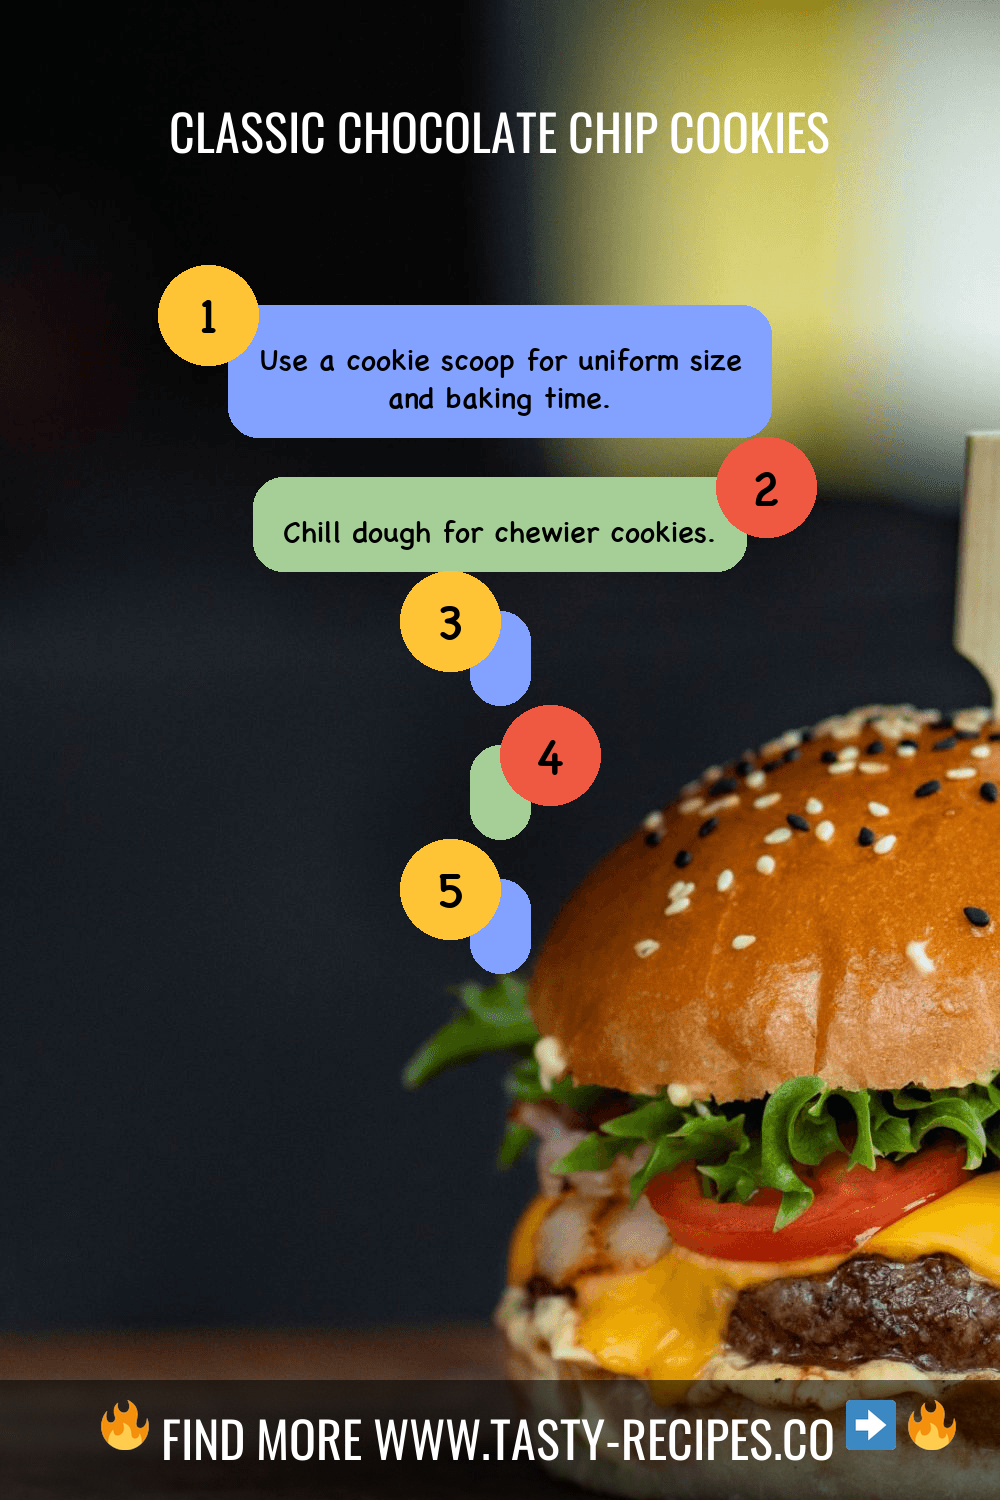 CLASSIC CHOCOLATE CHIP COOKIES
1
Use a cookie scoop for uniform size
and baking time.
2
Chill dough for chewier cookies.
3
4
5
FIND MORE WWW.TASTY-RECIPES.CO